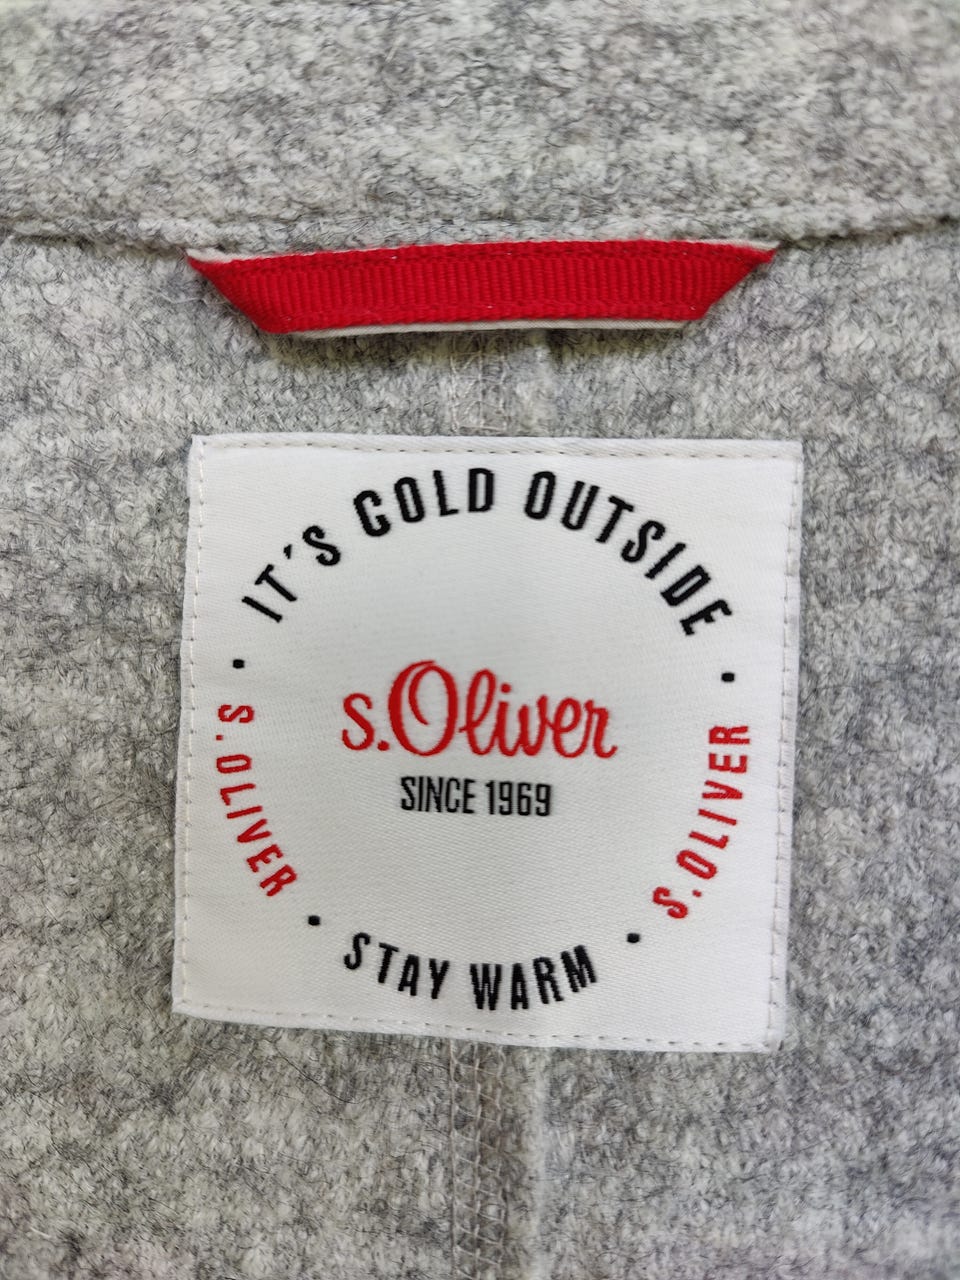 IT´S COLD OUTSIDE
s.Oliver
SINCE 1969
S.OLIVER
S.OLIVER
STAY WARM